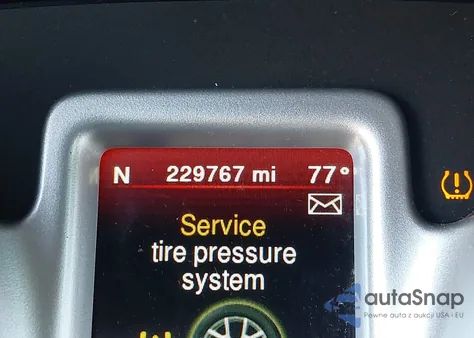 N 229767 mi 77°
Service
tire pressure
system
autaSnap
Pewne auta z aukcji USA i EU